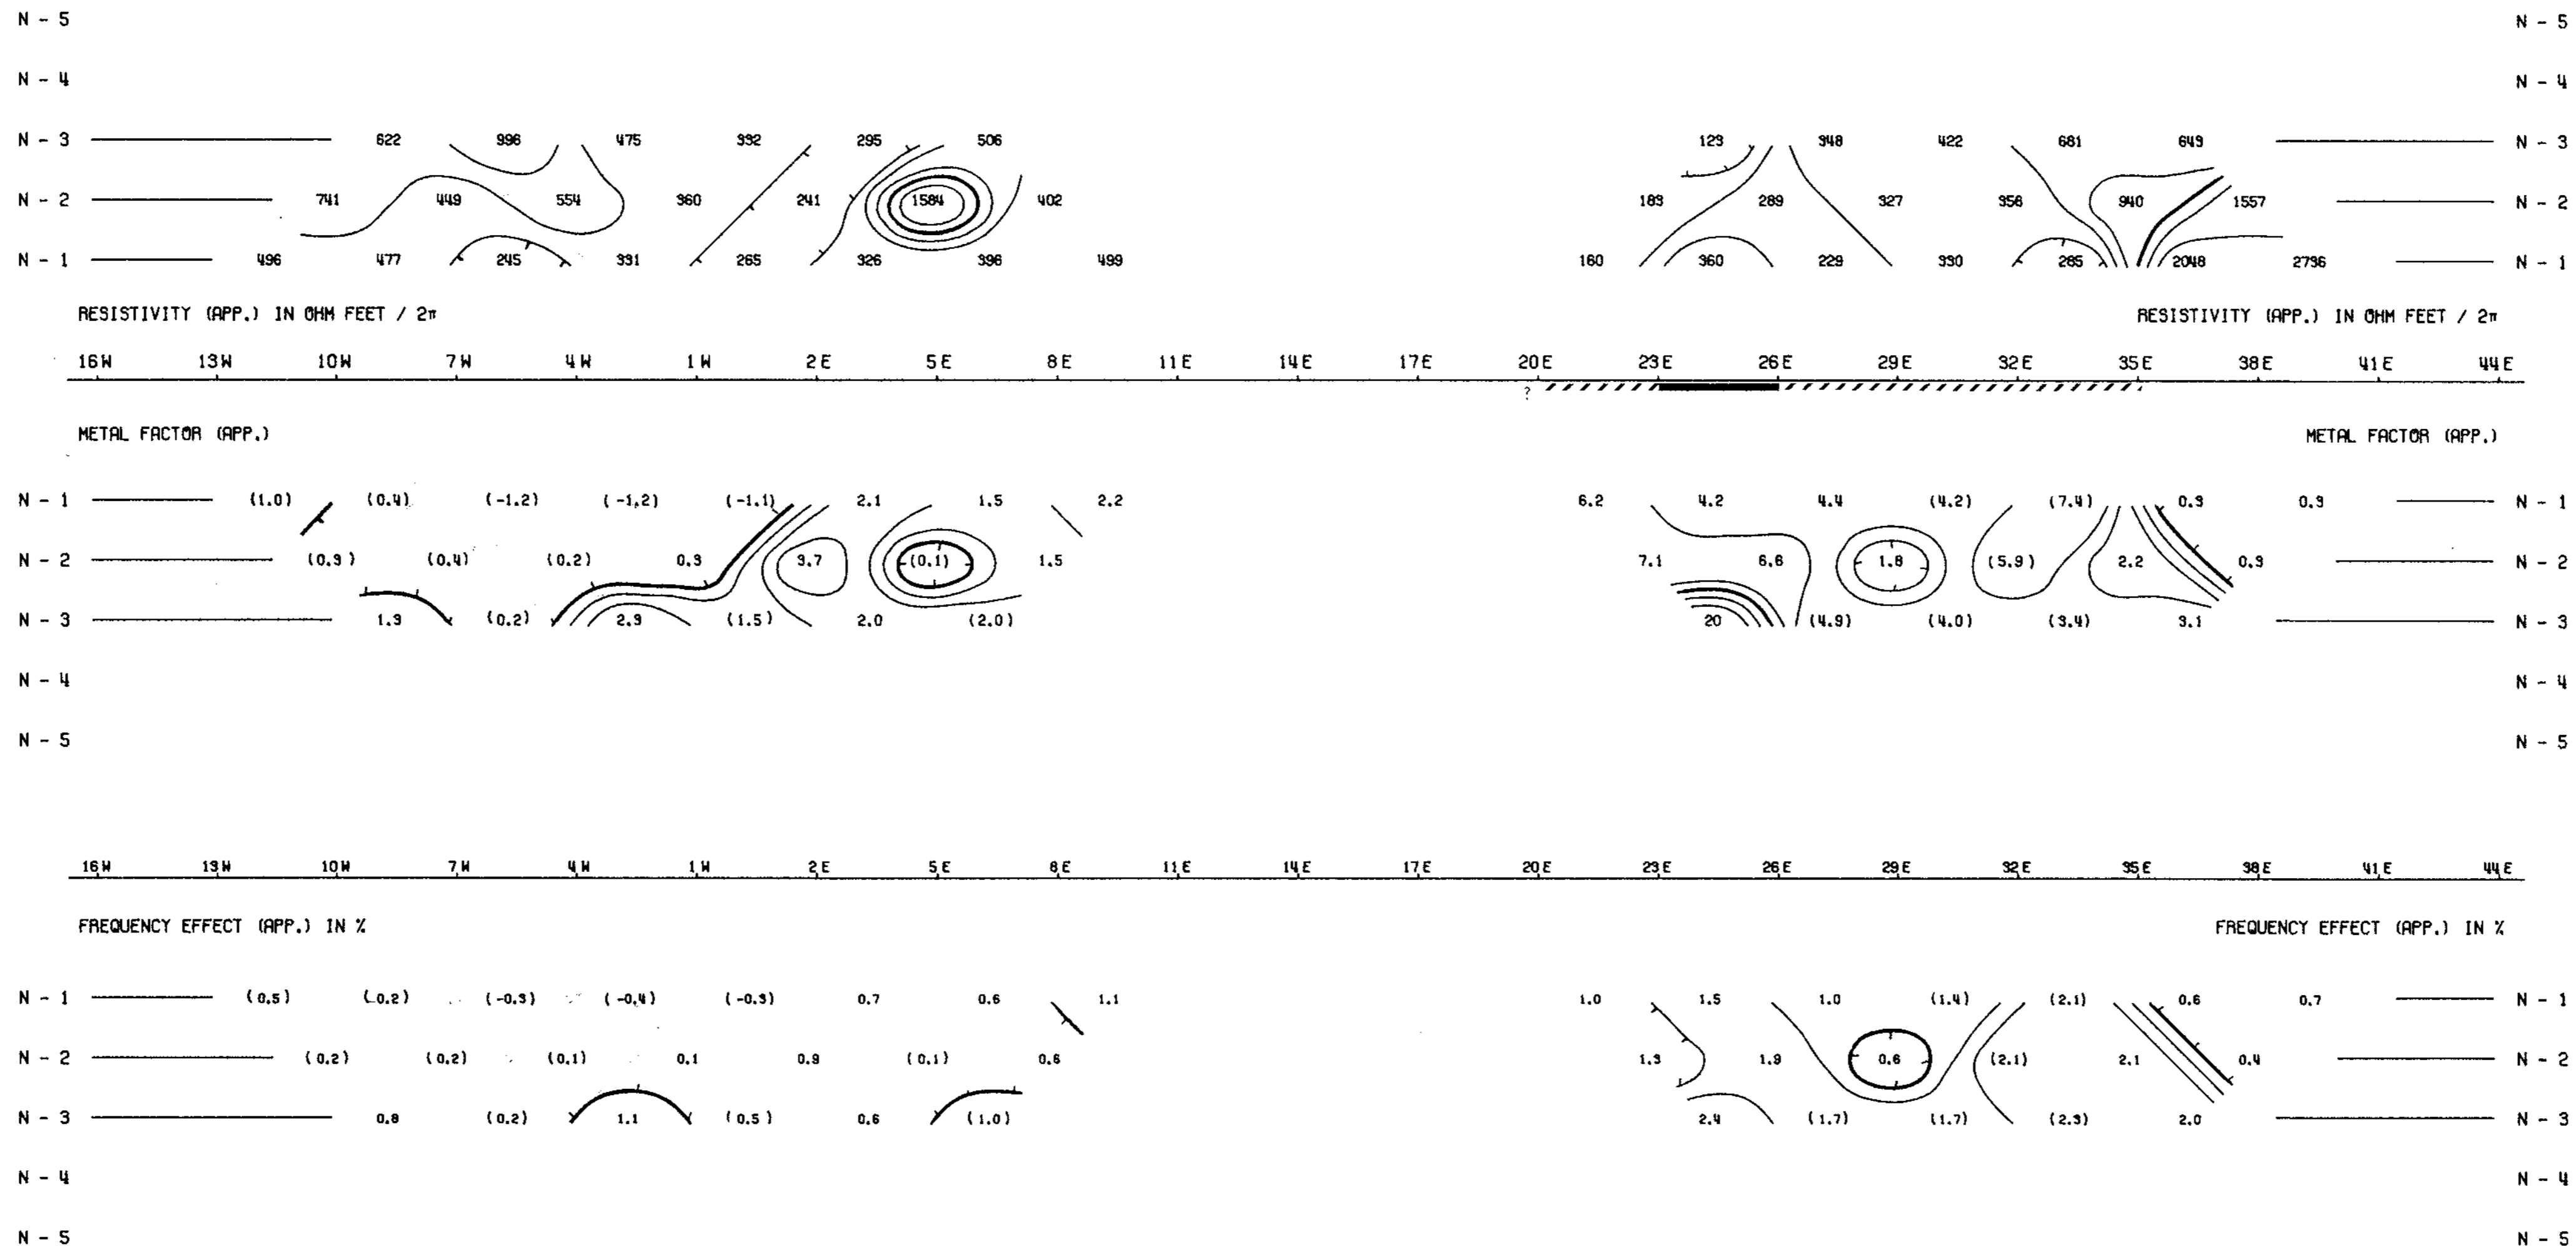 N - 5 N - 5
N - 4 N - 4
N - 3 622 996 475 332 295 506 123 348 422 681 649 N - 3
N - 2 741 449 554 360 241 1584 402 183 289 327 356 940 1557 N - 2
N - 1 496 477 245 331 265 326 396 499 160 360 229 330 285 2048 2736 N - 1
RESISTIVITY (APP.) IN OHM FEET / 2π RESISTIVITY (APP.) IN OHM FEET / 2π
16W 13W 10W 7W 4W 1W 2E 5E 8E 11E 14E 17E 20E 23E 26E 29E 32E 35E 38E 41E 44E
?
METAL FACTOR (APP.) METAL FACTOR (APP.)
N - 1 (1.0) (0.4) (-1.2) (-1.2) (-1.1) 2.1 1.5 2.2 6.2 4.2 4.4 (4.2) (7.4) 0.3 0.3 N - 1
N - 2 (0.3) (0.4) (0.2) 0.3 3.7 (0.1) 1.5 7.1 6.6 1.8 (5.9) 2.2 0.3 N - 2
N - 3 1.3 (0.2) 2.3 (1.5) 2.0 (2.0) 20 (4.9) (4.0) (3.4) 3.1 N - 3
N - 4 N - 4
N - 5 N - 5
16W 13W 10W 7W 4W 1W 2E 5E 8E 11E 14E 17E 20E 23E 26E 29E 32E 35E 38E 41E 44E
FREQUENCY EFFECT (APP.) IN % FREQUENCY EFFECT (APP.) IN %
N - 1 (0.5) (0.2) (-0.3) (-0.4) (-0.3) 0.7 0.6 1.1 1.0 1.5 1.0 (1.4) (2.1) 0.6 0.7 N - 1
N - 2 (0.2) (0.2) (0.1) 0.1 0.9 (0.1) 0.6 1.3 1.9 0.6 (2.1) 2.1 0.4 N - 2
N - 3 0.8 (0.2) 1.1 (0.5) 0.6 (1.0) 2.4 (1.7) (1.7) (2.3) 2.0 N - 3
N - 4 N - 4
N - 5 N - 5